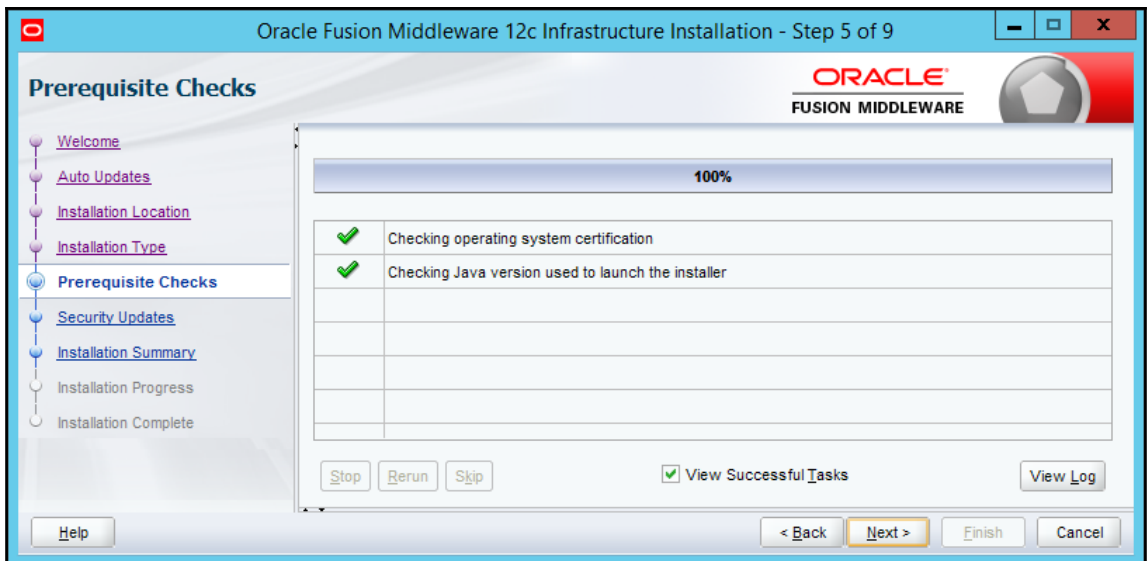 Oracle Fusion Middleware 12c Infrastructure Installation - Step 5 of 9
Prerequisite Checks
ORACLE
FUSION MIDDLEWARE
Welcome
Auto Updates
Installation Location
Installation Type
Prerequisite Checks
Security Updates
Installation Summary
Installation Progress
Installation Complete
100%
Checking operating system certification
Checking Java version used to launch the installer
Stop Rerun Skip View Successful Tasks View Log
Help < Back Next > Finish Cancel